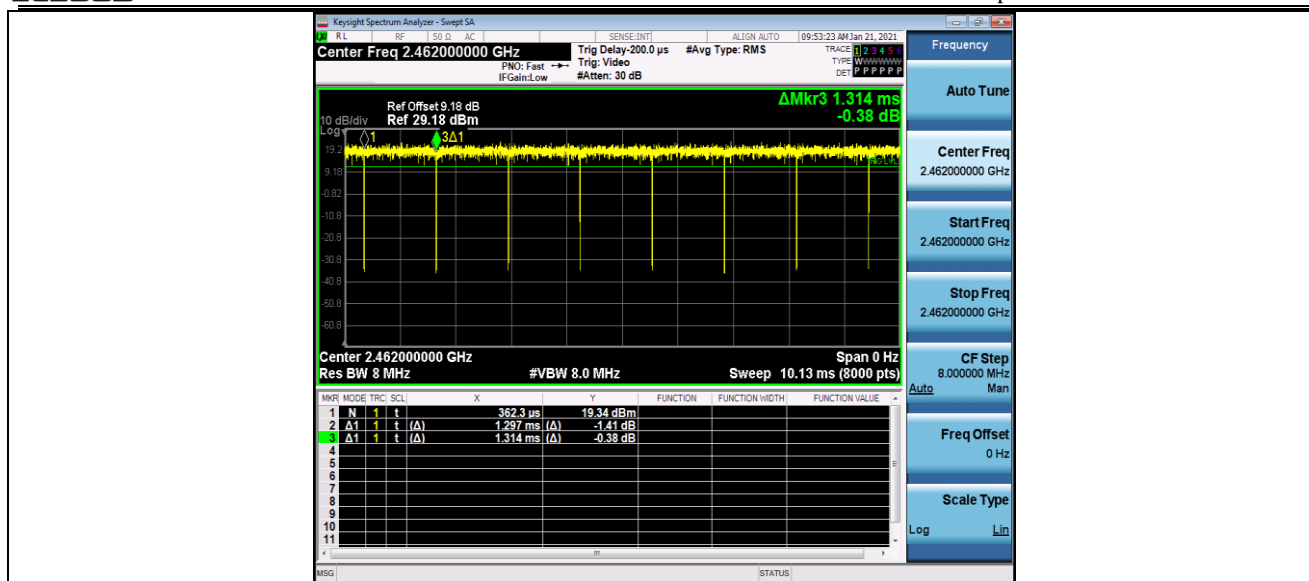 Keysight Spectrum Analyzer - Swept SA
RL RF 50 Ω AC SENSE:INT ALIGN AUTO 09:53:23 AM Jan 21, 2021
Center Freq 2.462000000 GHz
PNO: Fast
IFGain:Low
Trig Delay-200.0 µs
Trig: Video
#Atten: 30 dB
#Avg Type: RMS
TRACE 1 2 3 4 5 6
TYPE WWWWWW
DET P P P P P P
Ref Offset 9.18 dB
10 dB/div Ref 29.18 dBm
Log
ΔMkr3 1.314 ms
-0.38 dB
1
3Δ1
19.2
9.18
-0.82
-10.8
-20.8
-30.8
-40.8
-50.8
-60.8
Center 2.462000000 GHz Span 0 Hz
Res BW 8 MHz #VBW 8.0 MHz Sweep 10.13 ms (8000 pts)
MKR MODE TRC SCL X Y FUNCTION FUNCTION WIDTH FUNCTION VALUE
1 N 1 t 362.3 µs 19.34 dBm
2 Δ1 1 t (Δ) 1.297 ms (Δ) -1.41 dB
3 Δ1 1 t (Δ) 1.314 ms (Δ) -0.38 dB
4
5
6
7
8
9
10
11
MSG STATUS
Frequency
Auto Tune
Center Freq
2.462000000 GHz
Start Freq
2.462000000 GHz
Stop Freq
2.462000000 GHz
CF Step
8.000000 MHz
Auto Man
Freq Offset
0 Hz
Scale Type
Log Lin